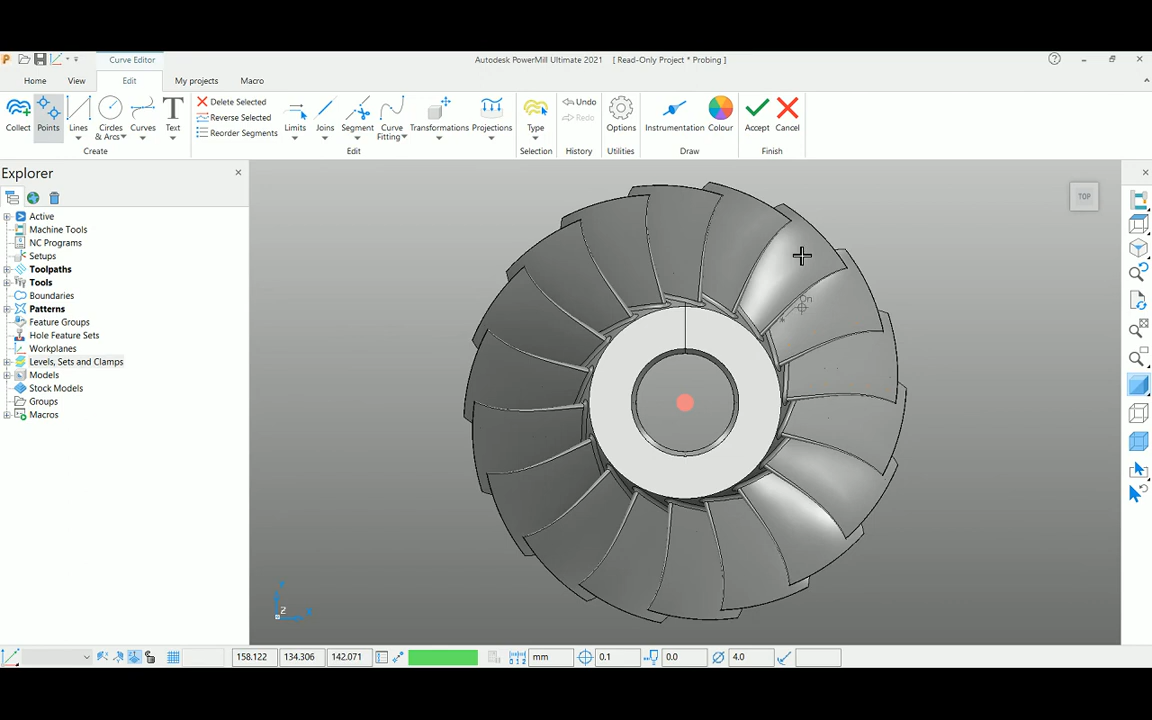 Curve Editor
Autodesk PowerMill Ultimate 2021 [ Read-Only Project * Probing ]
Home View Edit My projects Macro
Collect Points Lines Circles & Arcs Curves Text
Delete Selected
Reverse Selected
Reorder Segments
Limits Joins Segment Curve Fitting Transformations Projections
Type
Undo
Redo
Options
Instrumentation Colour
Accept Cancel
Create Edit Selection History Utilities Draw Finish
Explorer
Active
Machine Tools
NC Programs
Setups
Toolpaths
Tools
Boundaries
Patterns
Feature Groups
Hole Feature Sets
Workplanes
Levels, Sets and Clamps
Models
Stock Models
Groups
Macros
TOP
On
Z
158.122 134.306 142.071 mm 0.1 0.0 4.0